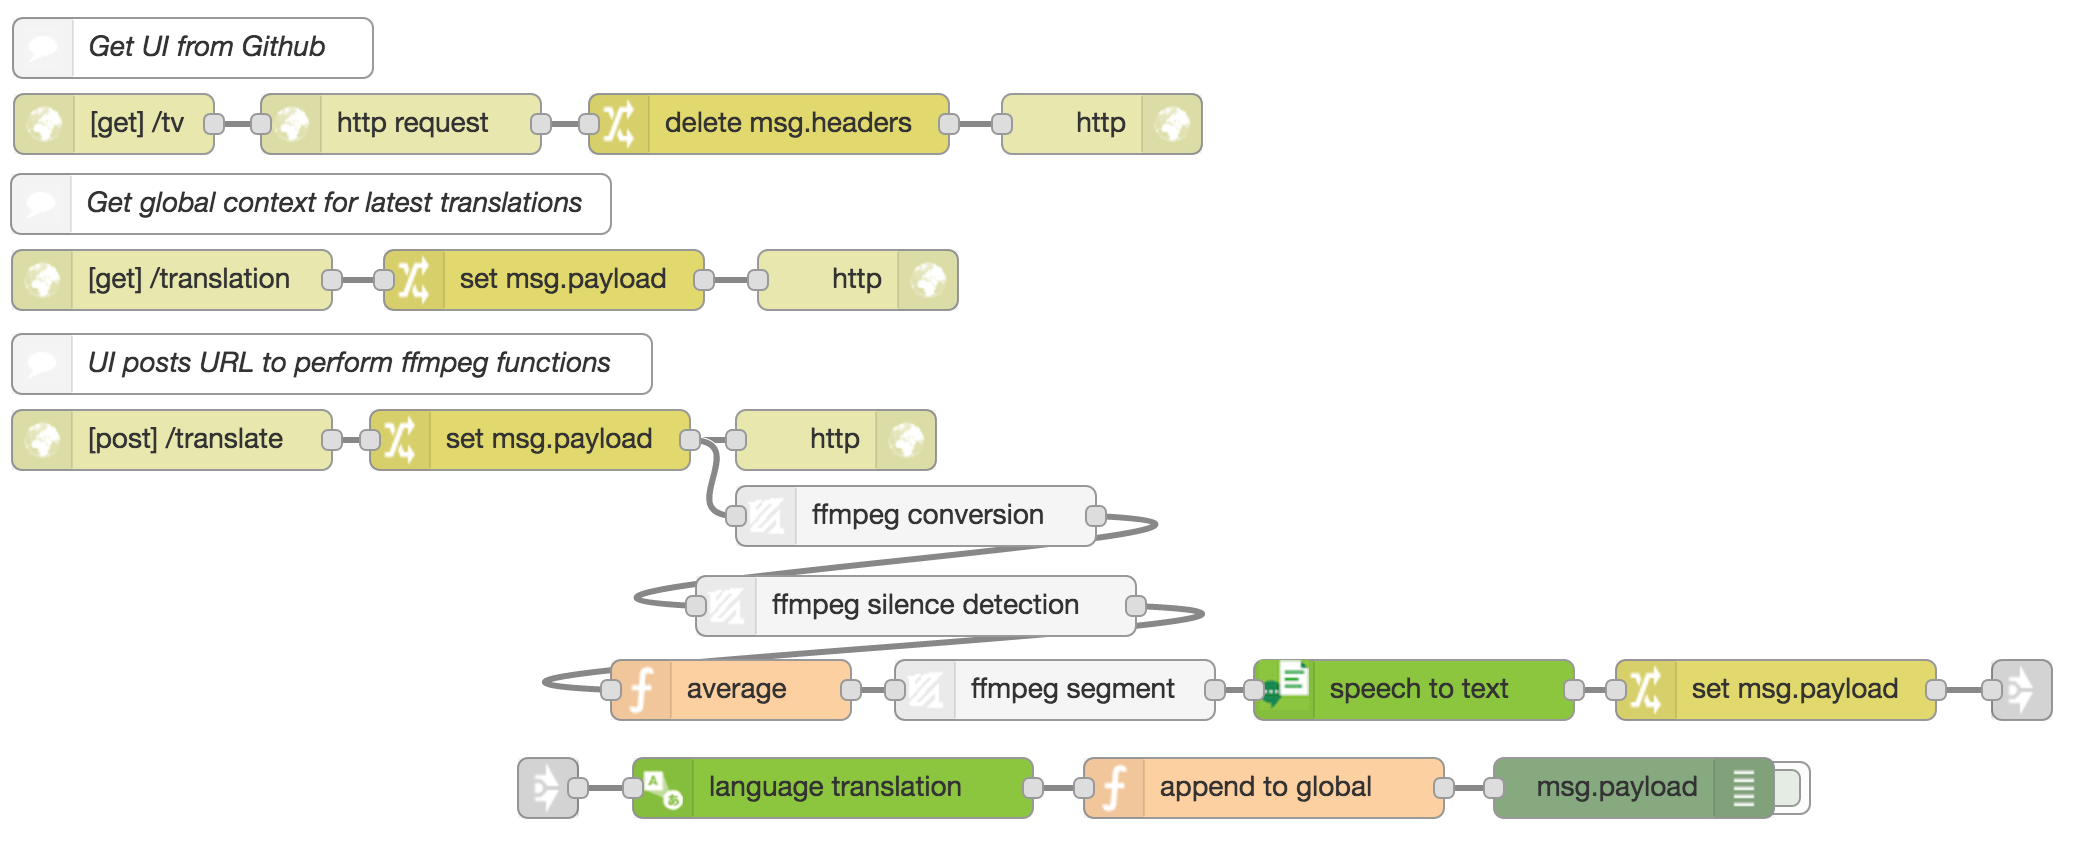 Get UI from Github
[get] /tv http request delete msg.headers http
Get global context for latest translations
[get] /translation set msg.payload http
UI posts URL to perform ffmpeg functions
[post] /translate set msg.payload http
ffmpeg conversion
ffmpeg silence detection
f average ffmpeg segment speech to text set msg.payload
A あ language translation f append to global msg.payload